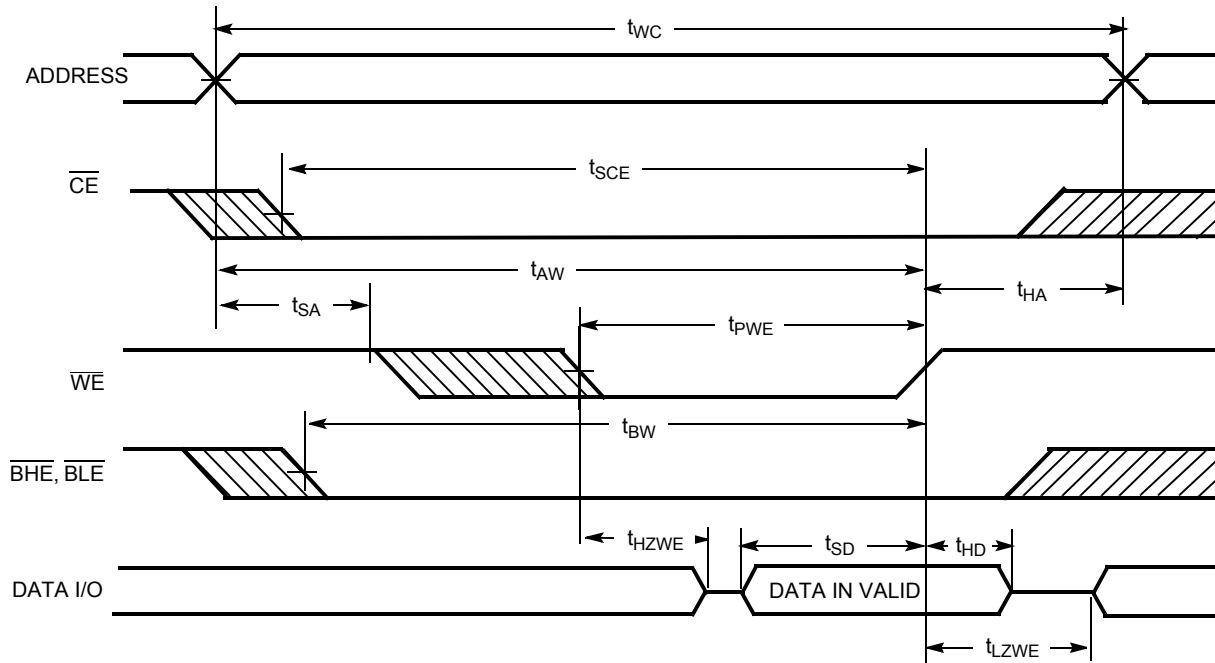 tWC
ADDRESS
tSCE
CE
tAW
tSA
tHA
tPWE
WE
tBW
BHE, BLE
tHZWE
tSD
tHD
DATA I/O
DATA IN VALID
tLZWE